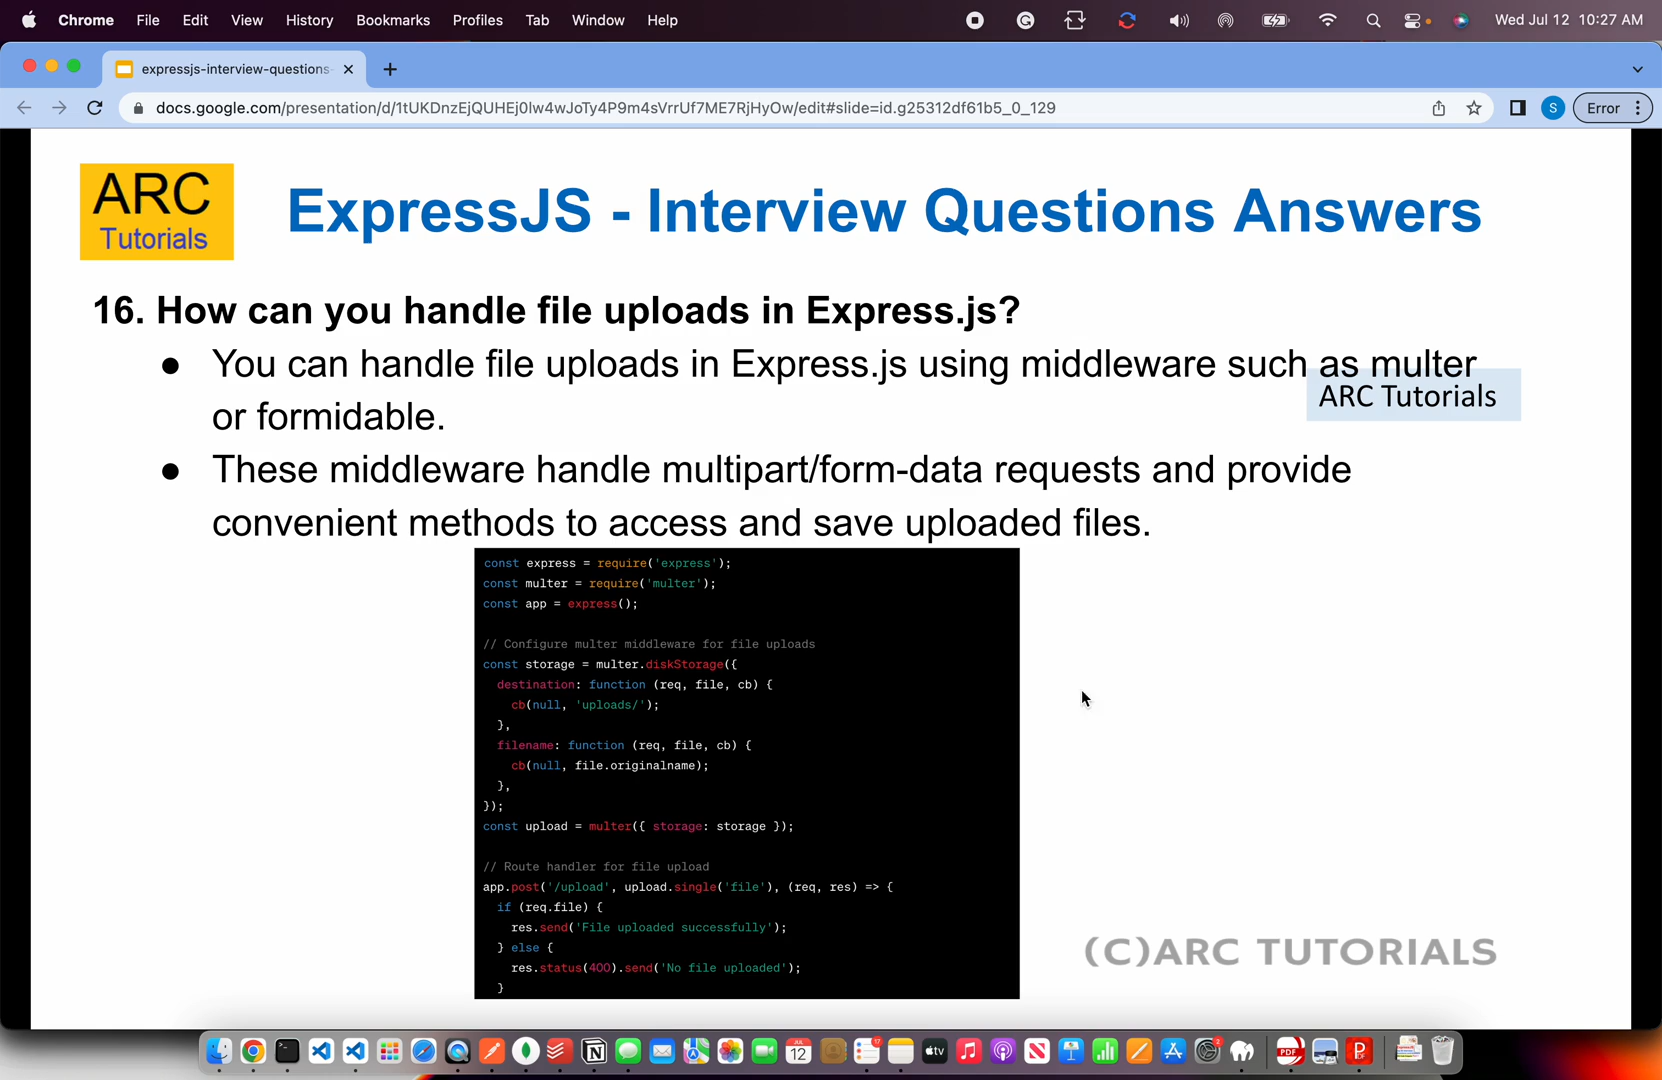 Chrome File Edit View History Bookmarks Profiles Tab Window Help Wed Jul 12 10:27 AM
expressjs-interview-questions-
docs.google.com/presentation/d/1tUKDnzEjQUHEj0lw4wJoTy4P9m4sVrrUf7ME7RjHyOw/edit#slide=id.g25312df61b5_0_129
S
Error
ARC
Tutorials
ExpressJS - Interview Questions Answers
16. How can you handle file uploads in Express.js?
● You can handle file uploads in Express.js using middleware such as multer
or formidable.
ARC Tutorials
● These middleware handle multipart/form-data requests and provide
convenient methods to access and save uploaded files.
const express = require('express');
const multer = require('multer');
const app = express();
// Configure multer middleware for file uploads
const storage = multer.diskStorage({
destination: function (req, file, cb) {
cb(null, 'uploads/');
},
filename: function (req, file, cb) {
cb(null, file.originalname);
},
});
const upload = multer({ storage: storage });
// Route handler for file upload
app.post('/upload', upload.single('file'), (req, res) => {
if (req.file) {
res.send('File uploaded successfully');
} else {
res.status(400).send('No file uploaded');
}
(C)ARC TUTORIALS
JUL
12
17
tv
2
PDF